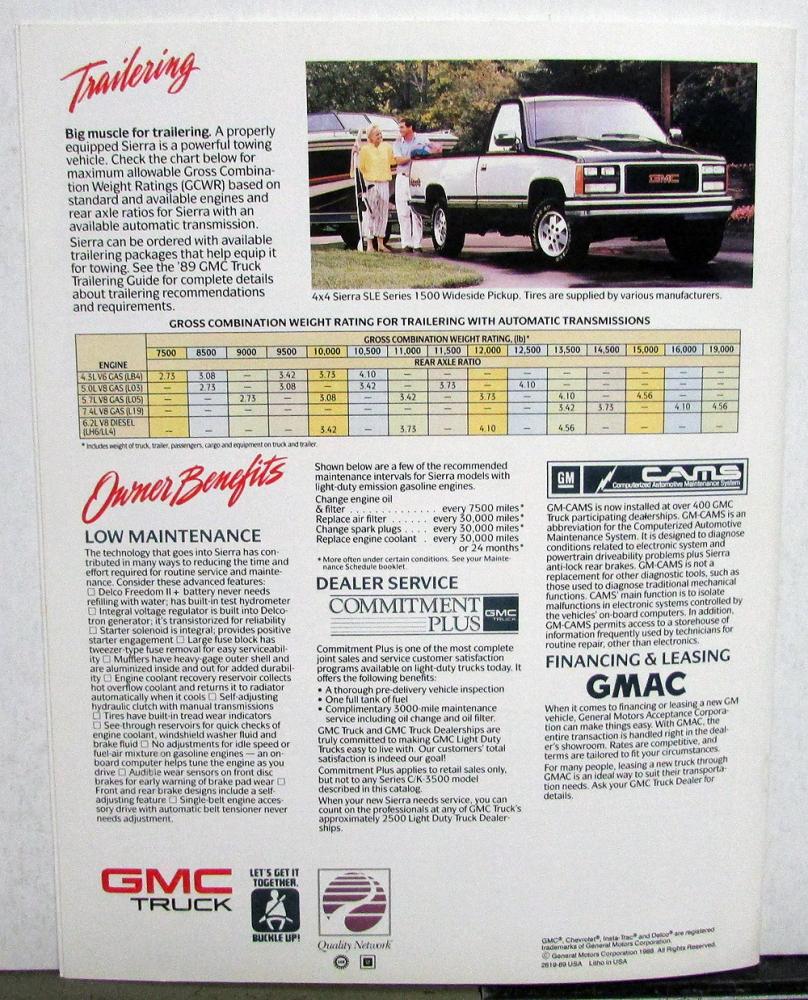 Trailering
Big muscle for trailering. A properly
equipped Sierra is a powerful towing
vehicle. Check the chart below for
maximum allowable Gross Combina-
tion Weight Ratings (GCWR) based on
standard and available engines and
rear axle ratios for Sierra with an
available automatic transmission.
Sierra can be ordered with available
trailering packages that help equip it
for towing. See the '89 GMC Truck
Trailering Guide for complete details
about trailering recommendations
and requirements.
GMC
4x4 Sierra SLE Series 1500 Wideside Pickup. Tires are supplied by various manufacturers.
GROSS COMBINATION WEIGHT RATING FOR TRAILERING WITH AUTOMATIC TRANSMISSIONS
GROSS COMBINATION WEIGHT RATING, (lb)*
7500 8500 9000 9500 10,000 10,500 11,000 11,500 12,000 12,500 13,500 14,500 15,000 16,000 19,000
ENGINE REAR AXLE RATIO
4.3L V6 GAS (LB4) 2.73 3.08 — 3.42 3.73 4.10 — — — — — — — — —
5.0L V8 GAS (L03) — 2.73 — 3.08 — 3.42 — 3.73 — 4.10 — — — — —
5.7L V8 GAS (L05) — — 2.73 — 3.08 — 3.42 — 3.73 — 4.10 — 4.56 — —
7.4L V8 GAS (L19) — — — — — — — — — — 3.42 3.73 — 4.10 4.56
6.2L V8 DIESEL
(LH6/LL4) — — — — 3.42 — 3.73 — 4.10 — 4.56 — — — —
* Includes weight of truck, trailer, passengers, cargo and equipment on truck and trailer.
Owner Benefits
LOW MAINTENANCE
The technology that goes into Sierra has con-
tributed in many ways to reducing the time and
effort required for routine service and mainte-
nance. Consider these advanced features:
☐ Delco Freedom II + battery never needs
refilling with water; has built-in test hydrometer
☐ Integral voltage regulator is built into Delco-
tron generator; it's transistorized for reliability
☐ Starter solenoid is integral; provides positive
starter engagement ☐ Large fuse block has
tweezer-type fuse removal for easy serviceabil-
ity ☐ Mufflers have heavy-gage outer shell and
are aluminized inside and out for added durabil-
ity ☐ Engine coolant recovery reservoir collects
hot overflow coolant and returns it to radiator
automatically when it cools ☐ Self-adjusting
hydraulic clutch with manual transmissions
☐ Tires have built-in tread wear indicators
☐ See-through reservoirs for quick checks of
engine coolant, windshield washer fluid and
brake fluid ☐ No adjustments for idle speed or
fuel-air mixture on gasoline engines — an on-
board computer helps tune the engine as you
drive ☐ Audible wear sensors on front disc
brakes for early warning of brake pad wear ☐
Front and rear brake designs include a self-
adjusting feature ☐ Single-belt engine acces-
sory drive with automatic belt tensioner never
needs adjustment.
Shown below are a few of the recommended
maintenance intervals for Sierra models with
light-duty emission gasoline engines.
Change engine oil
& filter . . . . . . . . . . . . . . every 7500 miles*
Replace air filter . . . . . . every 30,000 miles*
Change spark plugs . . . . every 30,000 miles*
Replace engine coolant . every 30,000 miles
or 24 months*
* More often under certain conditions. See your Mainte-
nance Schedule booklet.
DEALER SERVICE
COMMITMENT
PLUS
GMC
TRUCK
Commitment Plus is one of the most complete
joint sales and service customer satisfaction
programs available on light-duty trucks today. It
offers the following benefits:
• A thorough pre-delivery vehicle inspection
• One full tank of fuel
• Complimentary 3000-mile maintenance
service including oil change and oil filter.
GMC Truck and GMC Truck Dealerships are
truly committed to making GMC Light Duty
Trucks easy to live with. Our customers' total
satisfaction is indeed our goal!
Commitment Plus applies to retail sales only,
but not to any Series C/K-3500 model
described in this catalog.
When your new Sierra needs service, you can
count on the professionals at any of GMC Truck's
approximately 2500 Light Duty Truck Dealer-
ships.
GM
CAMS
Computerized Automotive Maintenance System
GM-CAMS is now installed at over 400 GMC
Truck participating dealerships. GM-CAMS is an
abbreviation for the Computerized Automotive
Maintenance System. It is designed to diagnose
conditions related to electronic system and
powertrain driveability problems plus Sierra
anti-lock rear brakes. GM-CAMS is not a
replacement for other diagnostic tools, such as
those used to diagnose traditional mechanical
functions. CAMS' main function is to isolate
malfunctions in electronic systems controlled by
the vehicles' on-board computers. In addition,
GM-CAMS permits access to a storehouse of
information frequently used by technicians for
routine repair, other than electronics.
FINANCING & LEASING
GMAC
When it comes to financing or leasing a new GM
vehicle, General Motors Acceptance Corpora-
tion can make things easy. With GMAC, the
entire transaction is handled right in the deal-
er's showroom. Rates are competitive, and
terms are tailored to fit your circumstances.
For many people, leasing a new truck through
GMAC is an ideal way to suit their transporta-
tion needs. Ask your GMC Truck Dealer for
details.
GMC
TRUCK
LET'S GET IT
TOGETHER.
BUCKLE UP!
Quality Network
GM
GMC®, Chevrolet®, Insta-Trac® and Delco® are registered
trademarks of General Motors Corporation.
© General Motors Corporation 1988. All Rights Reserved.
2619-89 USA Litho in USA